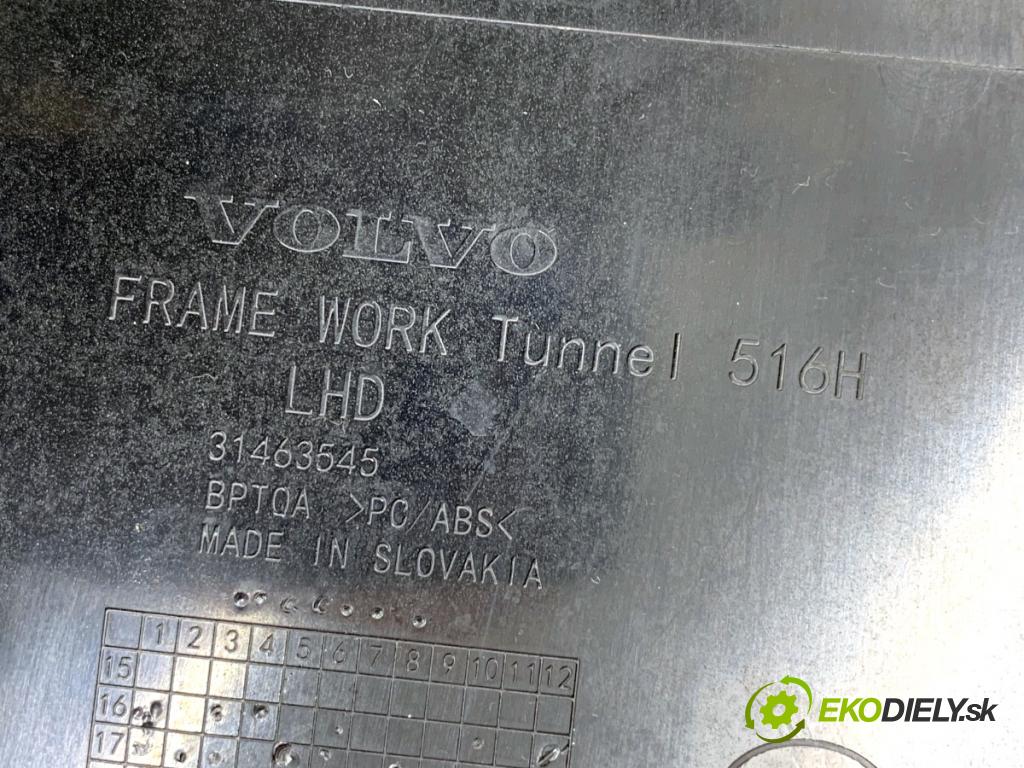 VOLVO
FRAME WORK Tunnel 516H
LHD
31463545
BPTQA >PC/ABS<
MADE IN SLOVAKIA
1 2 3 4 5 6 7 8 9 10 11 12
15
16
17
EKODIELY.sk